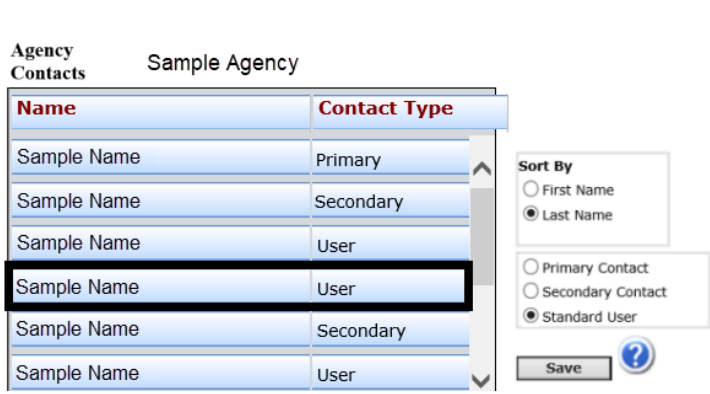 Agency
Contacts
Sample Agency
Name Contact Type
Sample Name Primary
Sample Name Secondary
Sample Name User
Sample Name User
Sample Name Secondary
Sample Name User
Sort By
First Name
Last Name
Primary Contact
Secondary Contact
Standard User
Save ?